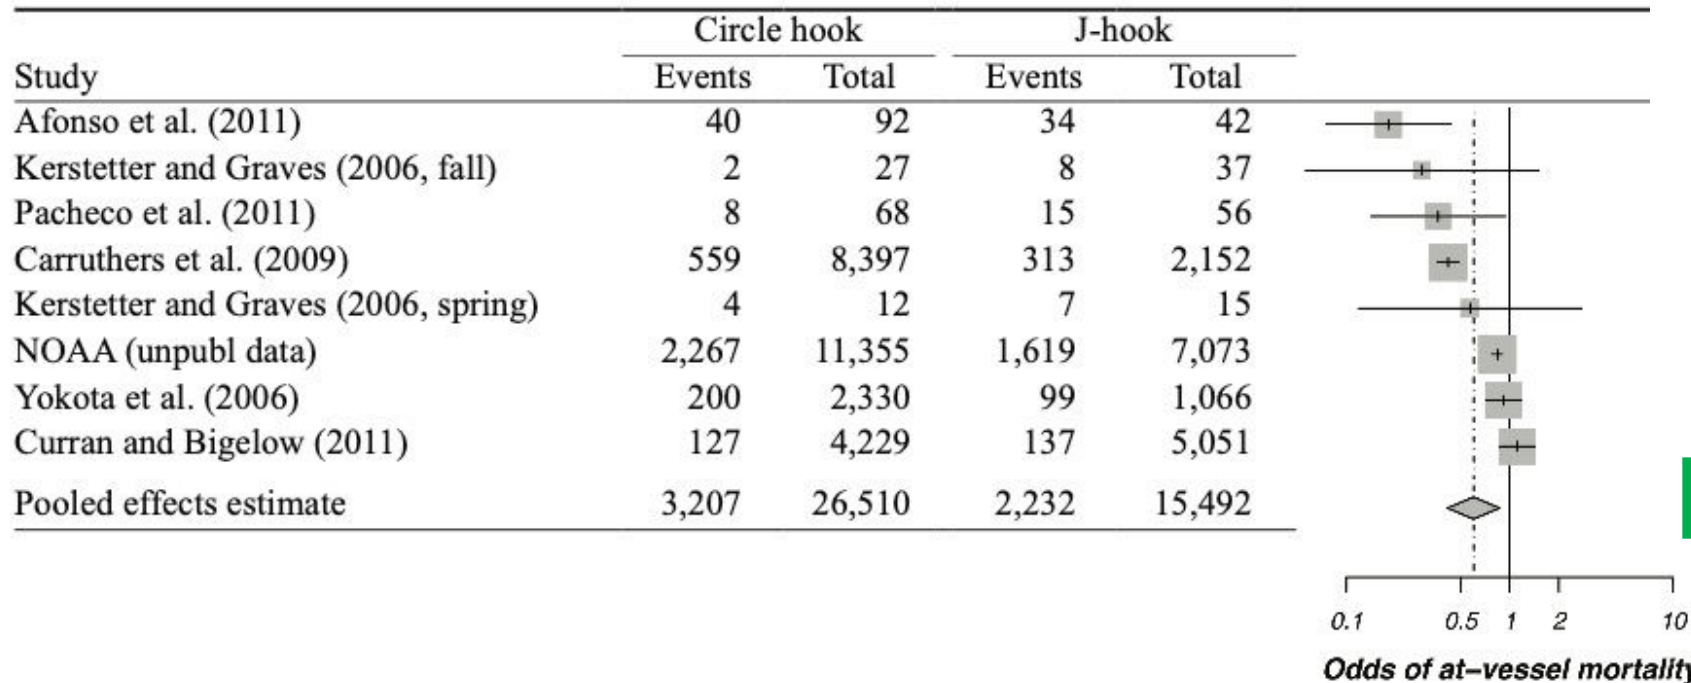 Circle hook J-hook
Study Events Total Events Total
Afonso et al. (2011) 40 92 34 42
Kerstetter and Graves (2006, fall) 2 27 8 37
Pacheco et al. (2011) 8 68 15 56
Carruthers et al. (2009) 559 8,397 313 2,152
Kerstetter and Graves (2006, spring) 4 12 7 15
NOAA (unpubl data) 2,267 11,355 1,619 7,073
Yokota et al. (2006) 200 2,330 99 1,066
Curran and Bigelow (2011) 127 4,229 137 5,051
Pooled effects estimate 3,207 26,510 2,232 15,492
0.1 0.5 1 2 10
Odds of at–vessel mortality